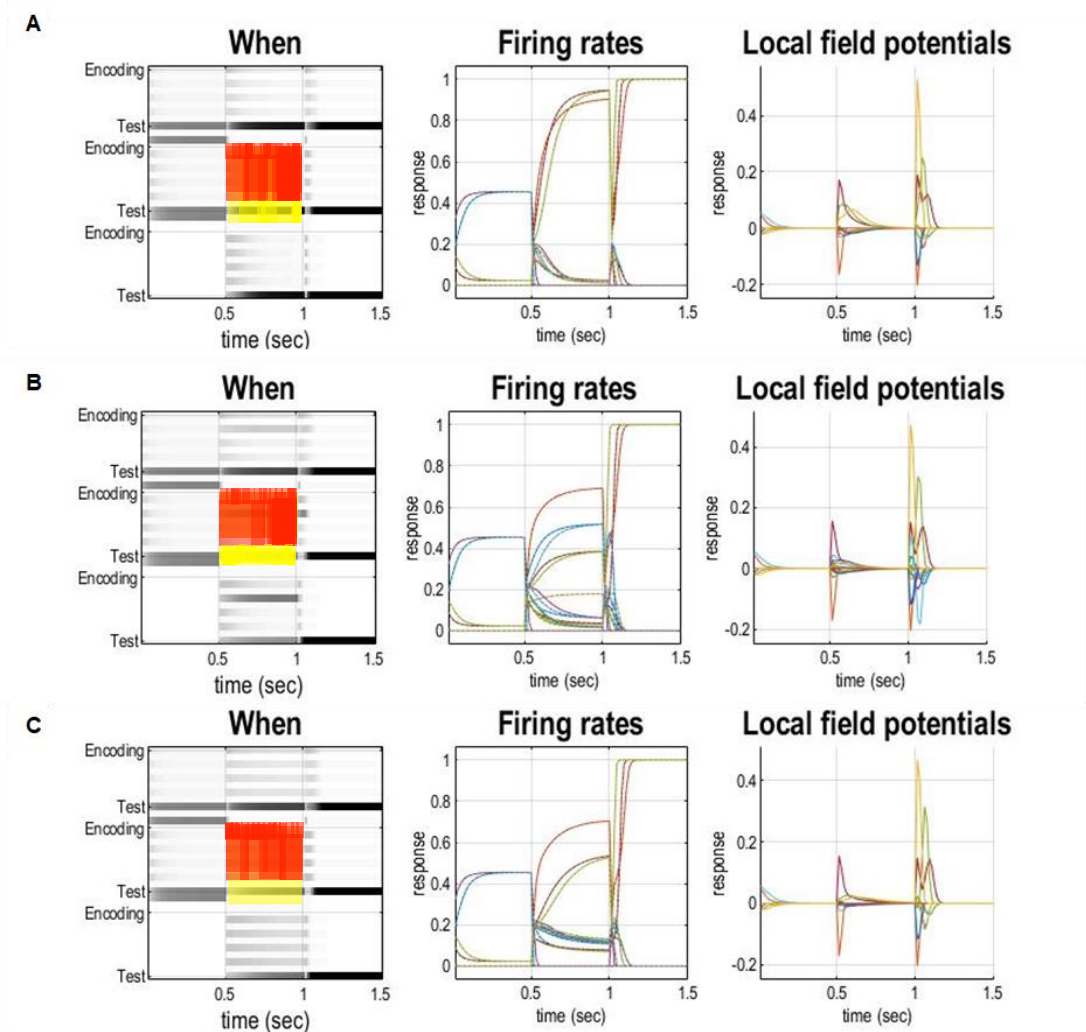 A
When
Firing rates
Local field potentials
Encoding
Test
Encoding
Test
Encoding
Test
0.5
1
1.5
time (sec)
response
1
0.8
0.6
0.4
0.2
0
0.5
1
1.5
time (sec)
response
0.4
0.2
0
-0.2
0.5
1
1.5
time (sec)
B
When
Firing rates
Local field potentials
Encoding
Test
Encoding
Test
Encoding
Test
0.5
1
1.5
time (sec)
response
1
0.8
0.6
0.4
0.2
0
0.5
1
1.5
time (sec)
response
0.4
0.2
0
-0.2
0.5
1
1.5
time (sec)
C
When
Firing rates
Local field potentials
Encoding
Test
Encoding
Test
Encoding
Test
0.5
1
1.5
time (sec)
response
1
0.8
0.6
0.4
0.2
0
0.5
1
1.5
time (sec)
response
0.4
0.2
0
-0.2
0.5
1
1.5
time (sec)